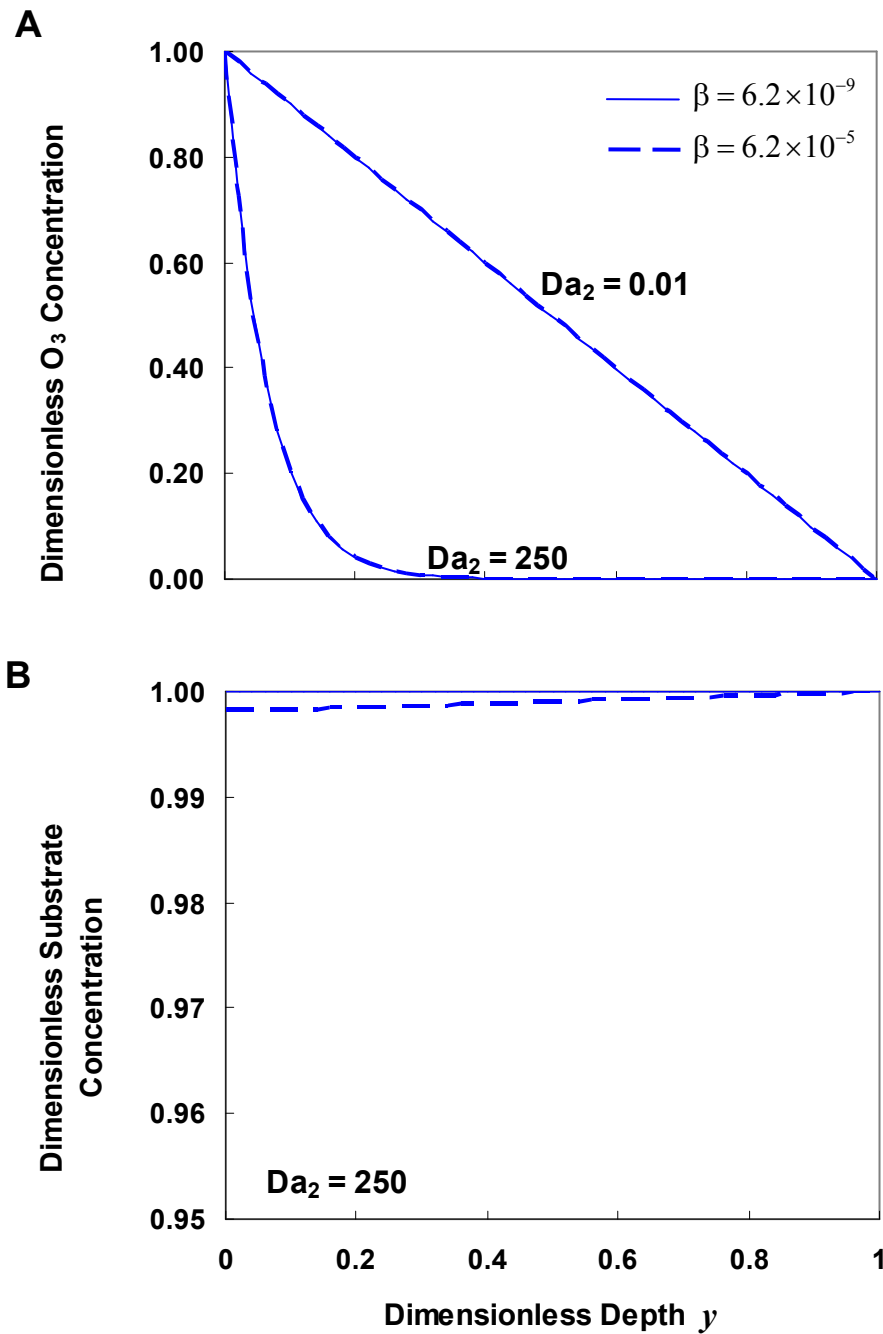 A
Dimensionless O₃ Concentration
1.00
0.80
0.60
0.40
0.20
0.00
β = 6.2×10⁻⁹
β = 6.2×10⁻⁵
Da₂ = 0.01
Da₂ = 250
B
Dimensionless Substrate
Concentration
1.00
0.99
0.98
0.97
0.96
0.95
Da₂ = 250
0 0.2 0.4 0.6 0.8 1
Dimensionless Depth y